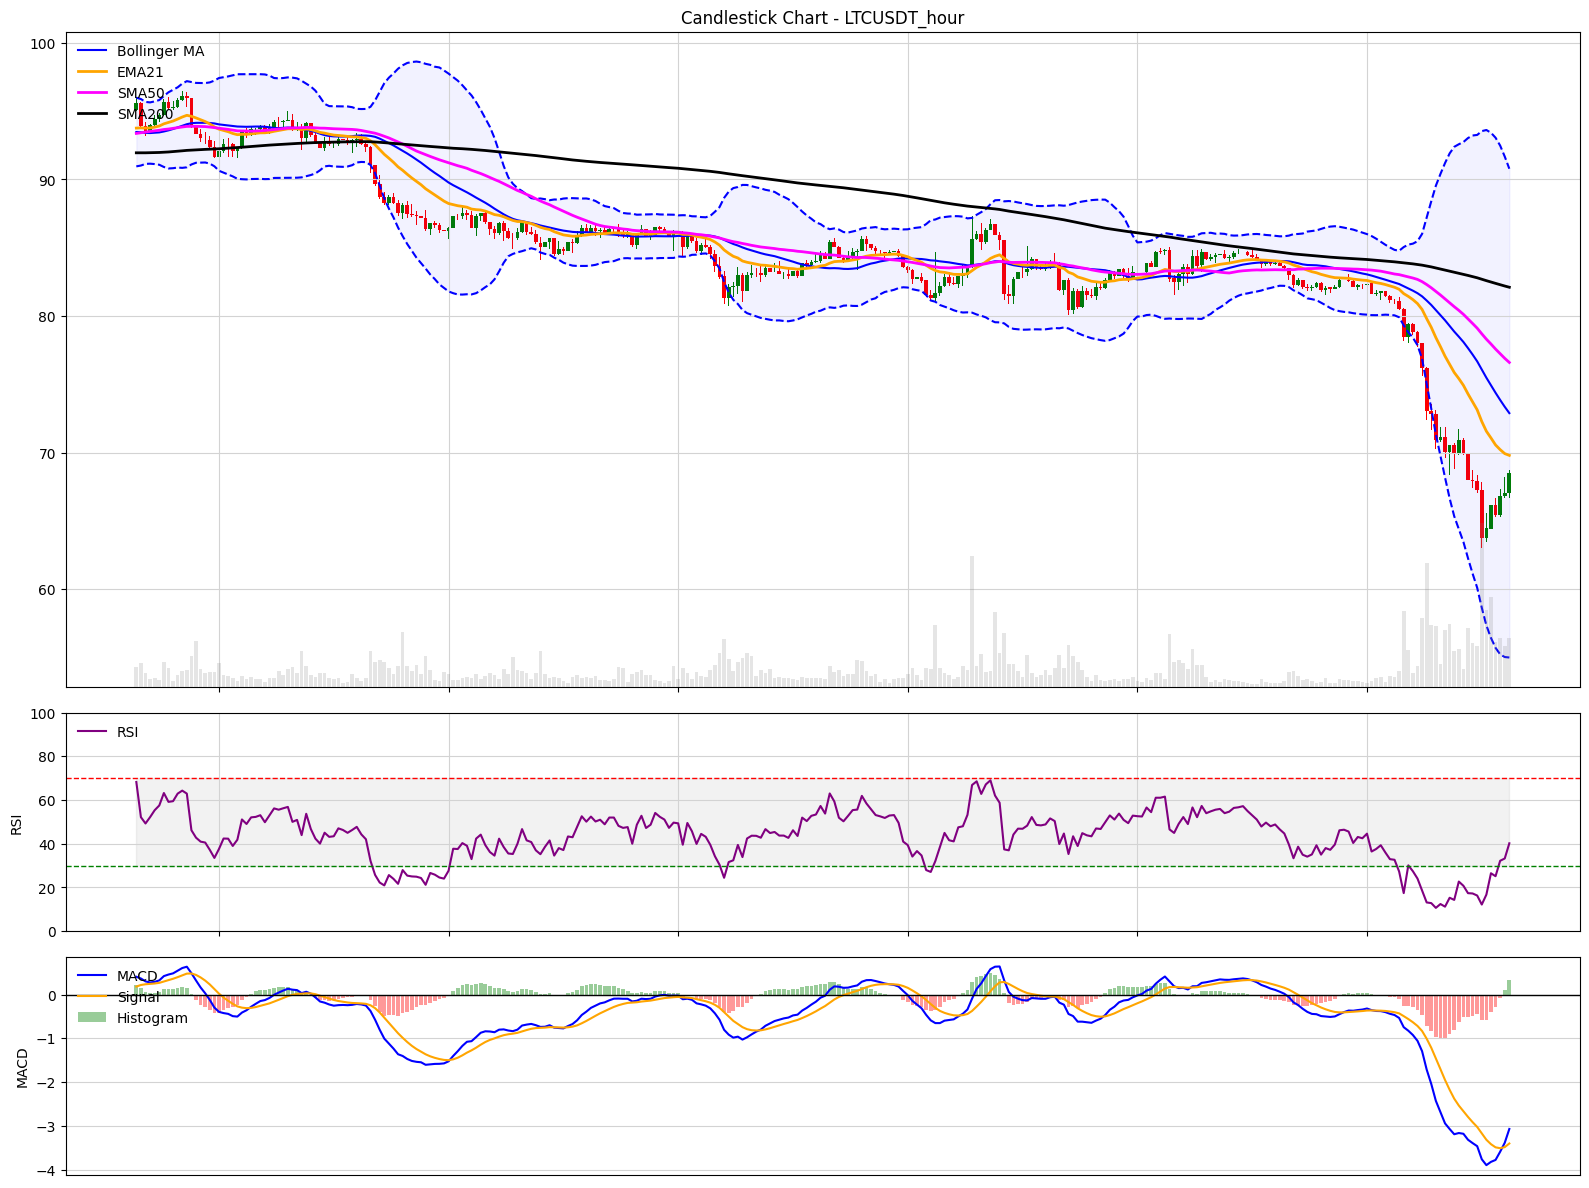 Candlestick Chart - LTCUSDT_hour
100
90
80
70
60
Bollinger MA
EMA21
SMA50
SMA200
100
80
60
40
20
0
RSI
RSI
0
−1
−2
−3
−4
MACD
MACD
Signal
Histogram